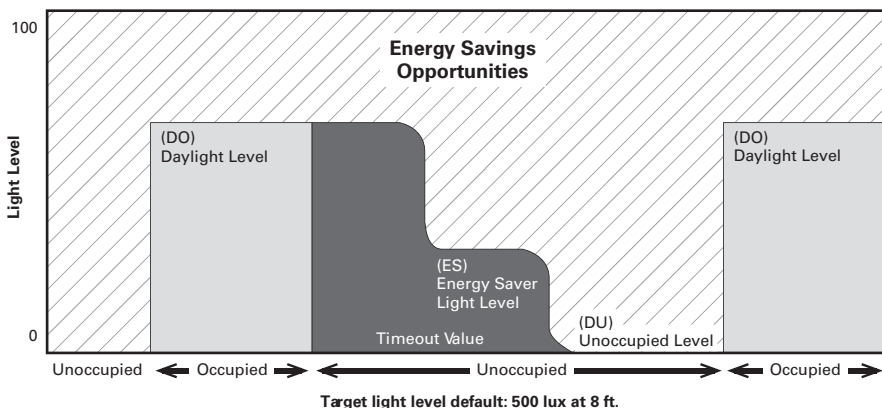 100
Energy Savings
Opportunities
(DO)
Daylight Level
(DO)
Daylight Level
Light Level
(ES)
Energy Saver
Light Level
(DU)
Unoccupied Level
Timeout Value
0
Unoccupied
Occupied
Unoccupied
Occupied
Target light level default: 500 lux at 8 ft.